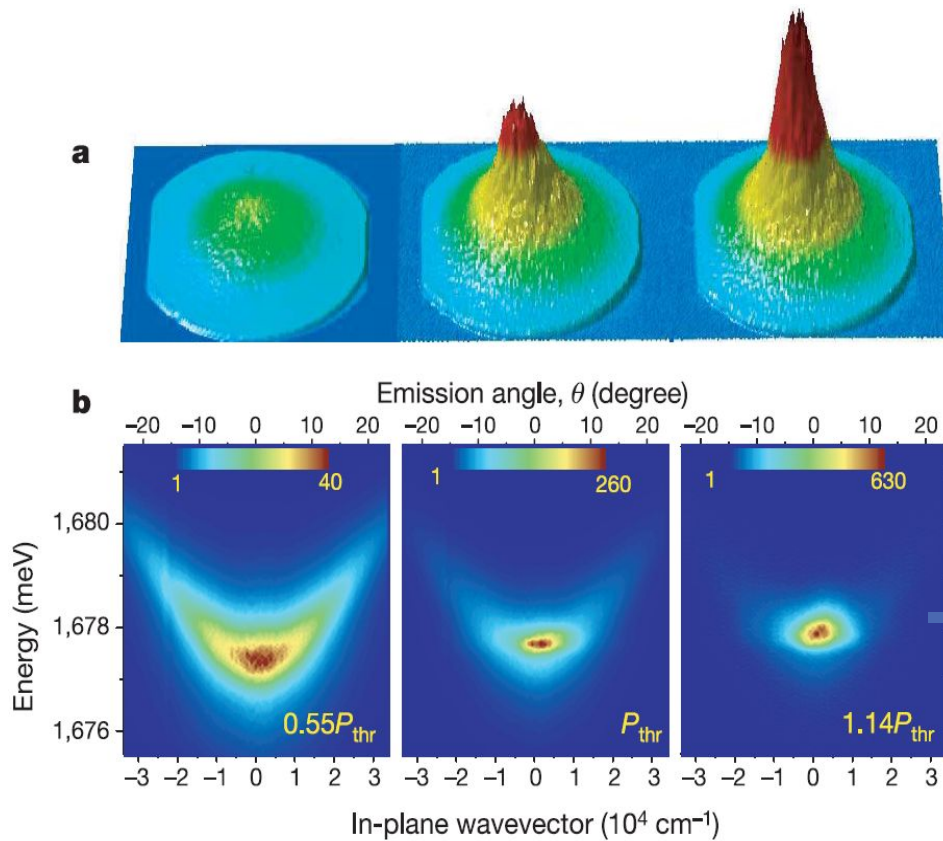 a
b
Emission angle, θ (degree)
–20 –10 0 10 20 –20 –10 0 10 20 –20 –10 0 10 20
1 40 1 260 1 630
Energy (meV)
1,680
1,678
1,676
0.55Pthr Pthr 1.14Pthr
–3 –2 –1 0 1 2 3 –3 –2 –1 0 1 2 3 –3 –2 –1 0 1 2 3
In-plane wavevector (10⁴ cm⁻¹)